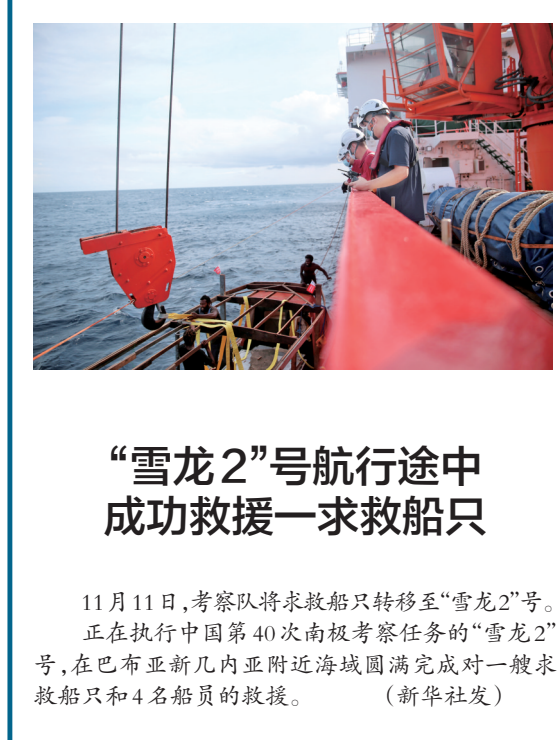 “雪龙2”号航行途中
成功救援一求救船只
11月11日,考察队将求救船只转移至“雪龙2”号。
正在执行中国第40次南极考察任务的“雪龙2”
号,在巴布亚新几内亚附近海域圆满完成对一艘求
救船只和4名船员的救援。 （新华社发）